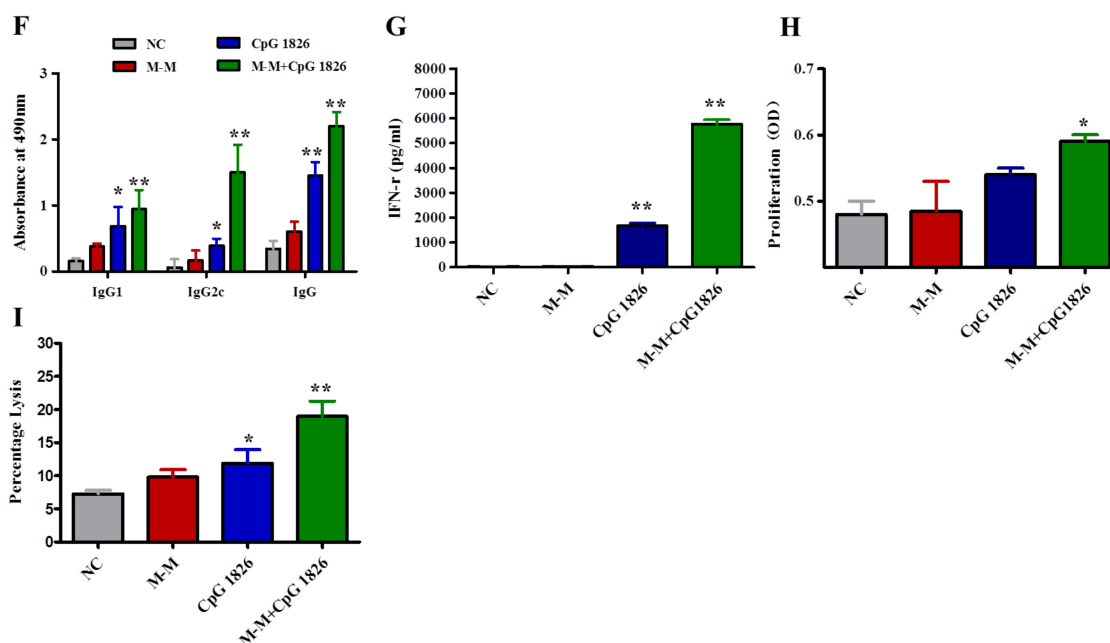 F
NC
CpG 1826
M-M
M-M+CpG 1826
Absorbance at 490nm
3
2
1
0
* **
* **
** **
IgG1 IgG2c IgG
G
IFN-r (pg/ml)
8000
7000
6000
5000
4000
3000
2000
1000
0
**
**
NC
M-M
CpG 1826
M-M+CpG1826
H
Proliferation (OD)
0.7
0.6
0.5
*
NC
M-M
CpG 1826
M-M+CpG1826
I
Percentage Lysis
30
25
20
15
10
5
0
*
**
NC
M-M
CpG 1826
M-M+CpG 1826